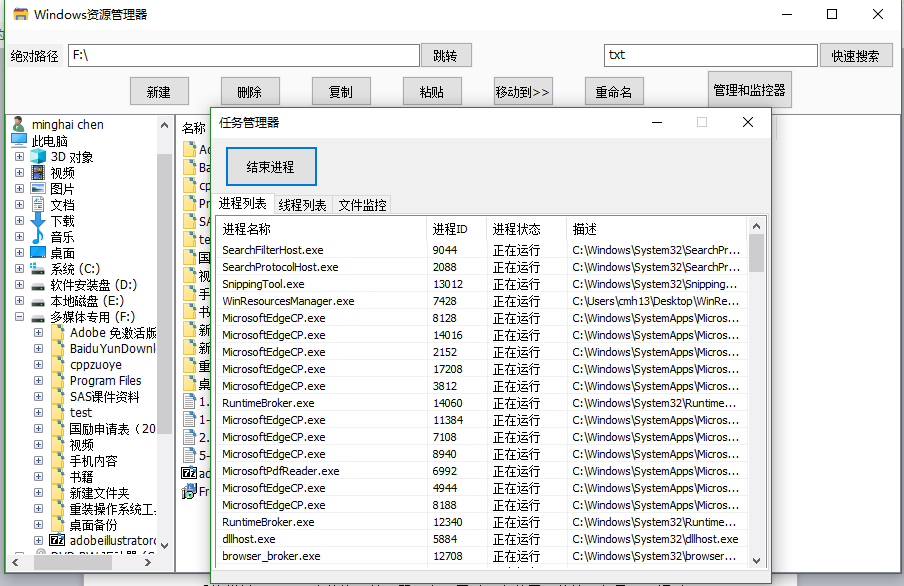 Windows资源管理器
绝对路径 F:\ 跳转 txt 快速搜索
新建 删除 复制 粘贴 移动到>> 重命名 管理和监控器
minghai chen
此电脑
3D 对象
视频
图片
文档
下载
音乐
桌面
系统 (C:)
软件安装盘 (D:)
本地磁盘 (E:)
多媒体专用 (F:)
Adobe 免激活版
BaiduYunDownl
cppzuoye
Program Files
SAS课件资料
test
国励申请表（20
视频
手机内容
书籍
新建文件夹
重装操作系统工
桌面备份
adobeillustrator
名称
Ad
Ba
cp
Pr
SA
te
国
视
手
书
新
新
重
桌
1.
1-
2.
5-
ad
Fr
任务管理器
结束进程
进程列表 线程列表 文件监控
进程名称 进程ID 进程状态 描述
SearchFilterHost.exe 9044 正在运行 C:\Windows\System32\SearchPr...
SearchProtocolHost.exe 2088 正在运行 C:\Windows\System32\SearchPr...
SnippingTool.exe 13012 正在运行 C:\Windows\System32\Snipping...
WinResourcesManager.exe 7428 正在运行 C:\Users\cmh13\Desktop\WinRe...
MicrosoftEdgeCP.exe 8128 正在运行 C:\Windows\SystemApps\Micros...
MicrosoftEdgeCP.exe 14016 正在运行 C:\Windows\SystemApps\Micros...
MicrosoftEdgeCP.exe 2152 正在运行 C:\Windows\SystemApps\Micros...
MicrosoftEdgeCP.exe 17208 正在运行 C:\Windows\SystemApps\Micros...
MicrosoftEdgeCP.exe 3812 正在运行 C:\Windows\SystemApps\Micros...
RuntimeBroker.exe 14060 正在运行 C:\Windows\System32\Runtime...
MicrosoftEdgeCP.exe 11384 正在运行 C:\Windows\SystemApps\Micros...
MicrosoftEdgeCP.exe 7108 正在运行 C:\Windows\SystemApps\Micros...
MicrosoftEdgeCP.exe 8940 正在运行 C:\Windows\SystemApps\Micros...
MicrosoftPdfReader.exe 6992 正在运行 C:\Windows\SystemApps\Micros...
MicrosoftEdgeCP.exe 4944 正在运行 C:\Windows\SystemApps\Micros...
MicrosoftEdgeCP.exe 8188 正在运行 C:\Windows\SystemApps\Micros...
RuntimeBroker.exe 12340 正在运行 C:\Windows\System32\Runtime...
dllhost.exe 5884 正在运行 C:\Windows\System32\dllhost.exe
browser_broker.exe 12708 正在运行 C:\Windows\System32\browser...